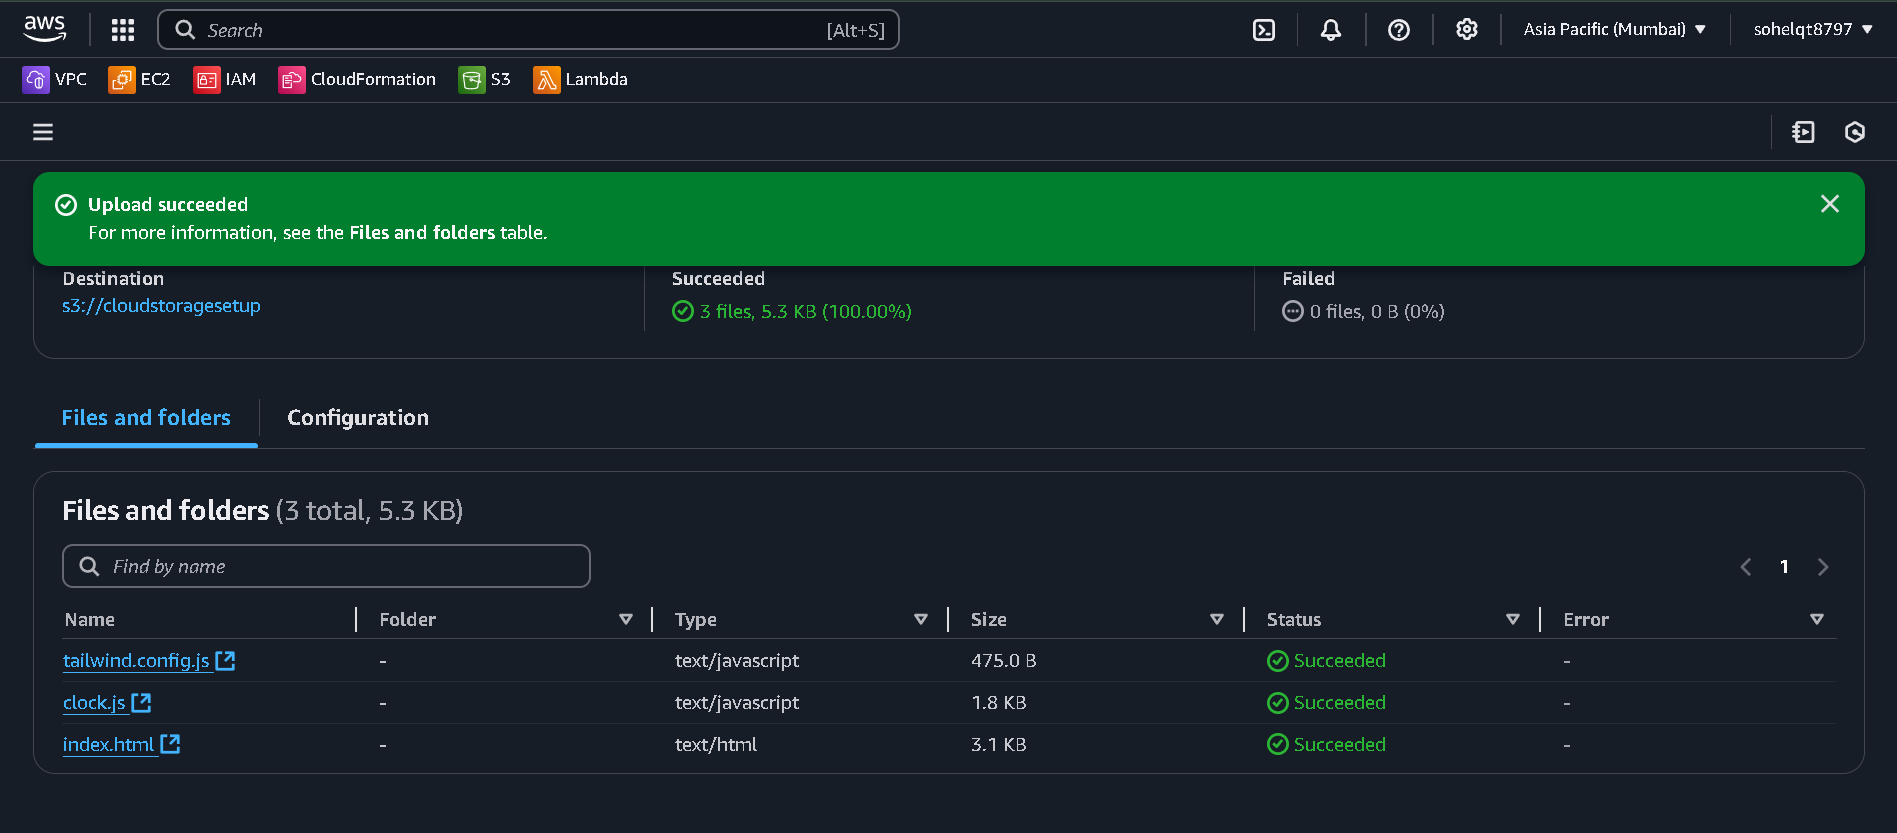 aws Search [Alt+S] Asia Pacific (Mumbai) sohelqt8797
VPC EC2 IAM CloudFormation S3 Lambda
Upload succeeded
For more information, see the Files and folders table.
Destination Succeeded Failed
s3://cloudstoragesetup 3 files, 5.3 KB (100.00%) 0 files, 0 B (0%)
Files and folders Configuration
Files and folders (3 total, 5.3 KB)
Find by name 1
Name Folder Type Size Status Error
tailwind.config.js - text/javascript 475.0 B Succeeded -
clock.js - text/javascript 1.8 KB Succeeded -
index.html - text/html 3.1 KB Succeeded -